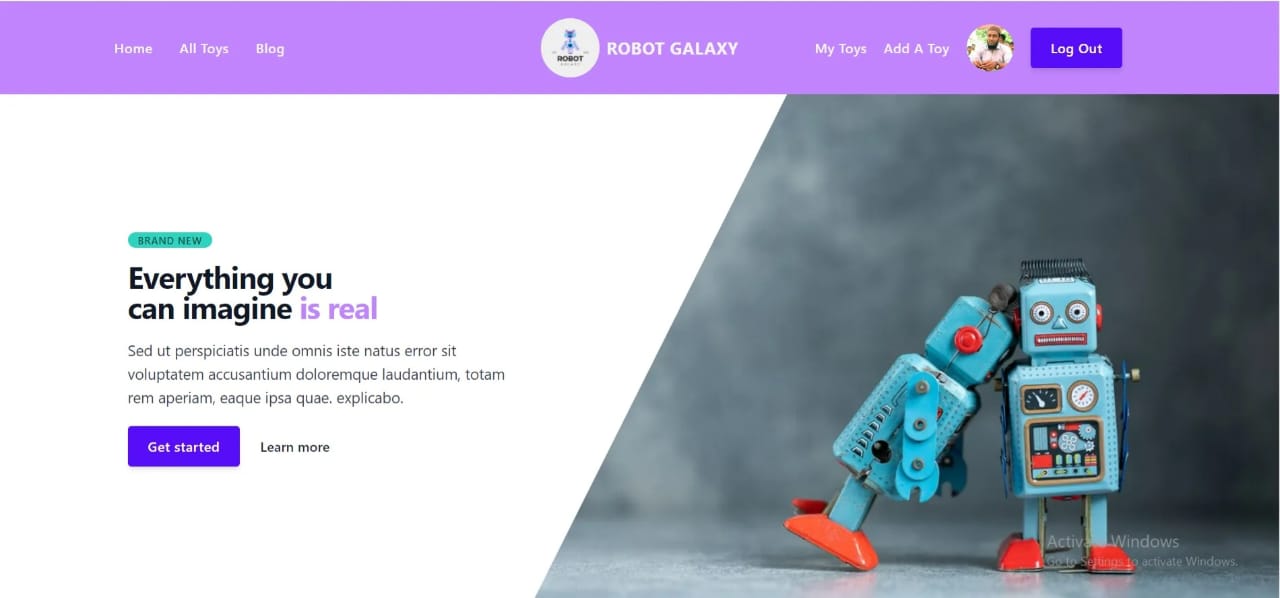 Home All Toys Blog
ROBOT
ROBOT GALAXY
My Toys Add A Toy Log Out
BRAND NEW
Everything you
can imagine is real
Sed ut perspiciatis unde omnis iste natus error sit
voluptatem accusantium doloremque laudantium, totam
rem aperiam, eaque ipsa quae. explicabo.
Get started Learn more
Activate Windows
Go to Settings to activate Windows.